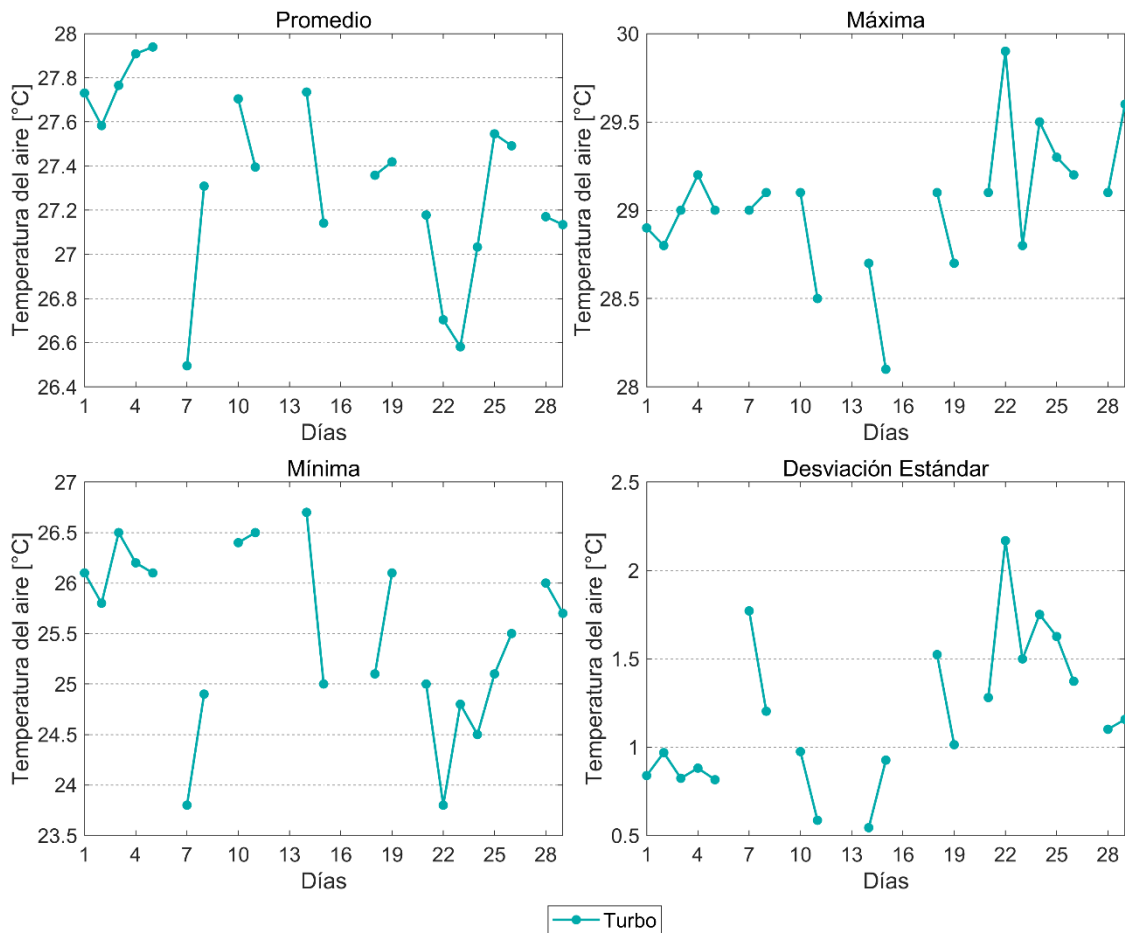 Promedio
Temperatura del aire [°C]
28
27.8
27.6
27.4
27.2
27
26.8
26.6
26.4
1 4 7 10 13 16 19 22 25 28
Días
Máxima
Temperatura del aire [°C]
30
29.5
29
28.5
28
1 4 7 10 13 16 19 22 25 28
Días
Mínima
Temperatura del aire [°C]
27
26.5
26
25.5
25
24.5
24
23.5
1 4 7 10 13 16 19 22 25 28
Días
Desviación Estándar
Temperatura del aire [°C]
2.5
2
1.5
1
0.5
1 4 7 10 13 16 19 22 25 28
Días
Turbo